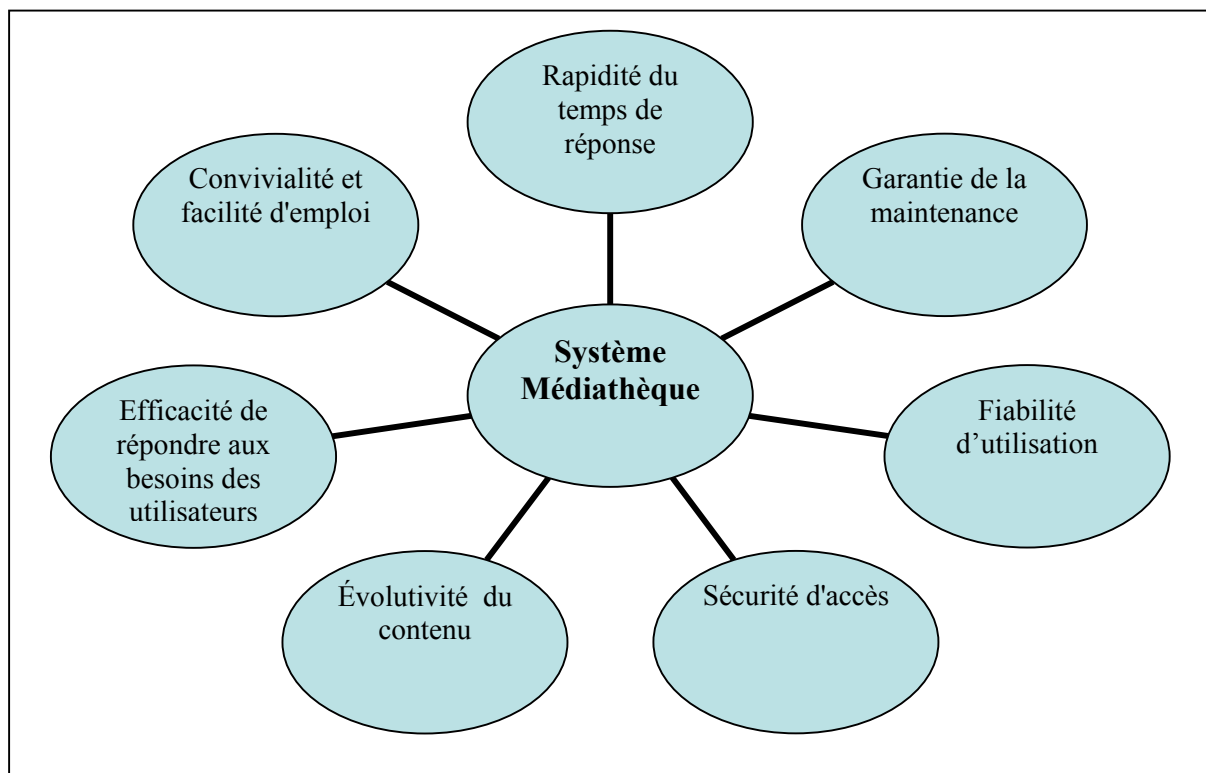 Rapidité du
temps de
réponse
Convivialité et
facilité d'emploi
Garantie de la
maintenance
Système
Médiathèque
Efficacité de
répondre aux
besoins des
utilisateurs
Fiabilité
d’utilisation
Évolutivité  du
contenu
Sécurité d'accès